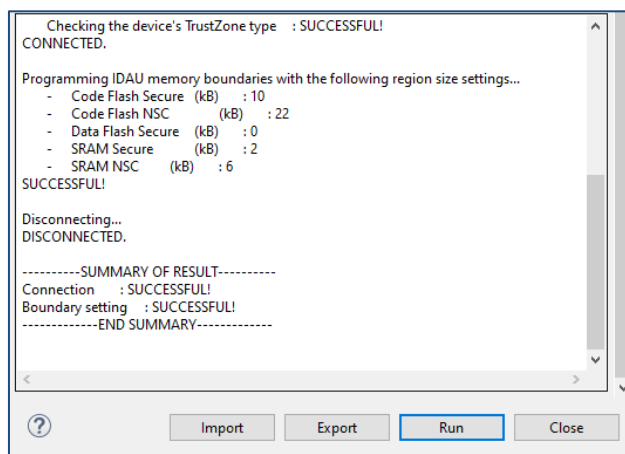 Checking the device's TrustZone type : SUCCESSFUL!
CONNECTED.
Programming IDAU memory boundaries with the following region size settings...
- Code Flash Secure (kB) : 10
- Code Flash NSC (kB) : 22
- Data Flash Secure (kB) : 0
- SRAM Secure (kB) : 2
- SRAM NSC (kB) : 6
SUCCESSFUL!
Disconnecting...
DISCONNECTED.
----------SUMMARY OF RESULT----------
Connection : SUCCESSFUL!
Boundary setting : SUCCESSFUL!
-------------END SUMMARY-------------
? Import Export Run Close